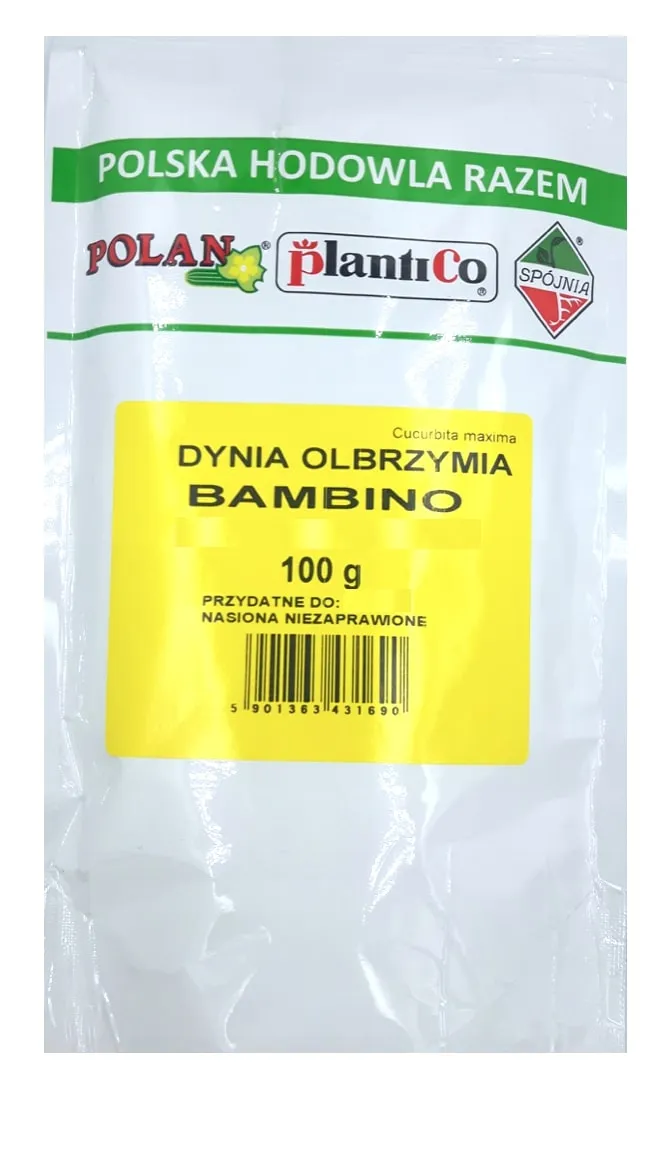 POLSKA HODOWLA RAZEM
POLAN ® PlantiCo ® SPÓJNIA ®
Cucurbita maxima
DYNIA OLBRZYMIA
BAMBINO
100 g
PRZYDATNE DO:
NASIONA NIEZAPRAWIONE
5 901363 431690